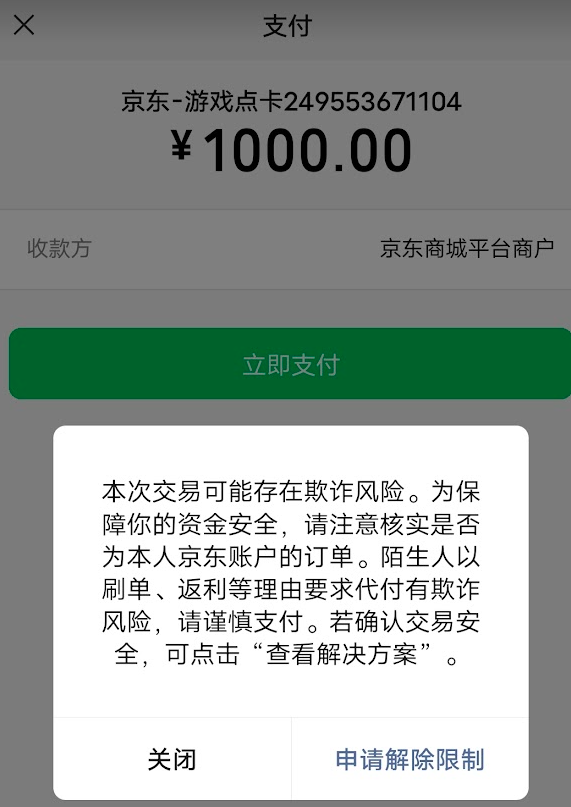 支付
京东-游戏点卡249553671104
¥1000.00
收款方 京东商城平台商户
立即支付
本次交易可能存在欺诈风险。为保
障你的资金安全，请注意核实是否
为本人京东账户的订单。陌生人以
刷单、返利等理由要求代付有欺诈
风险，请谨慎支付。若确认交易安
全，可点击“查看解决方案”。
关闭 申请解除限制